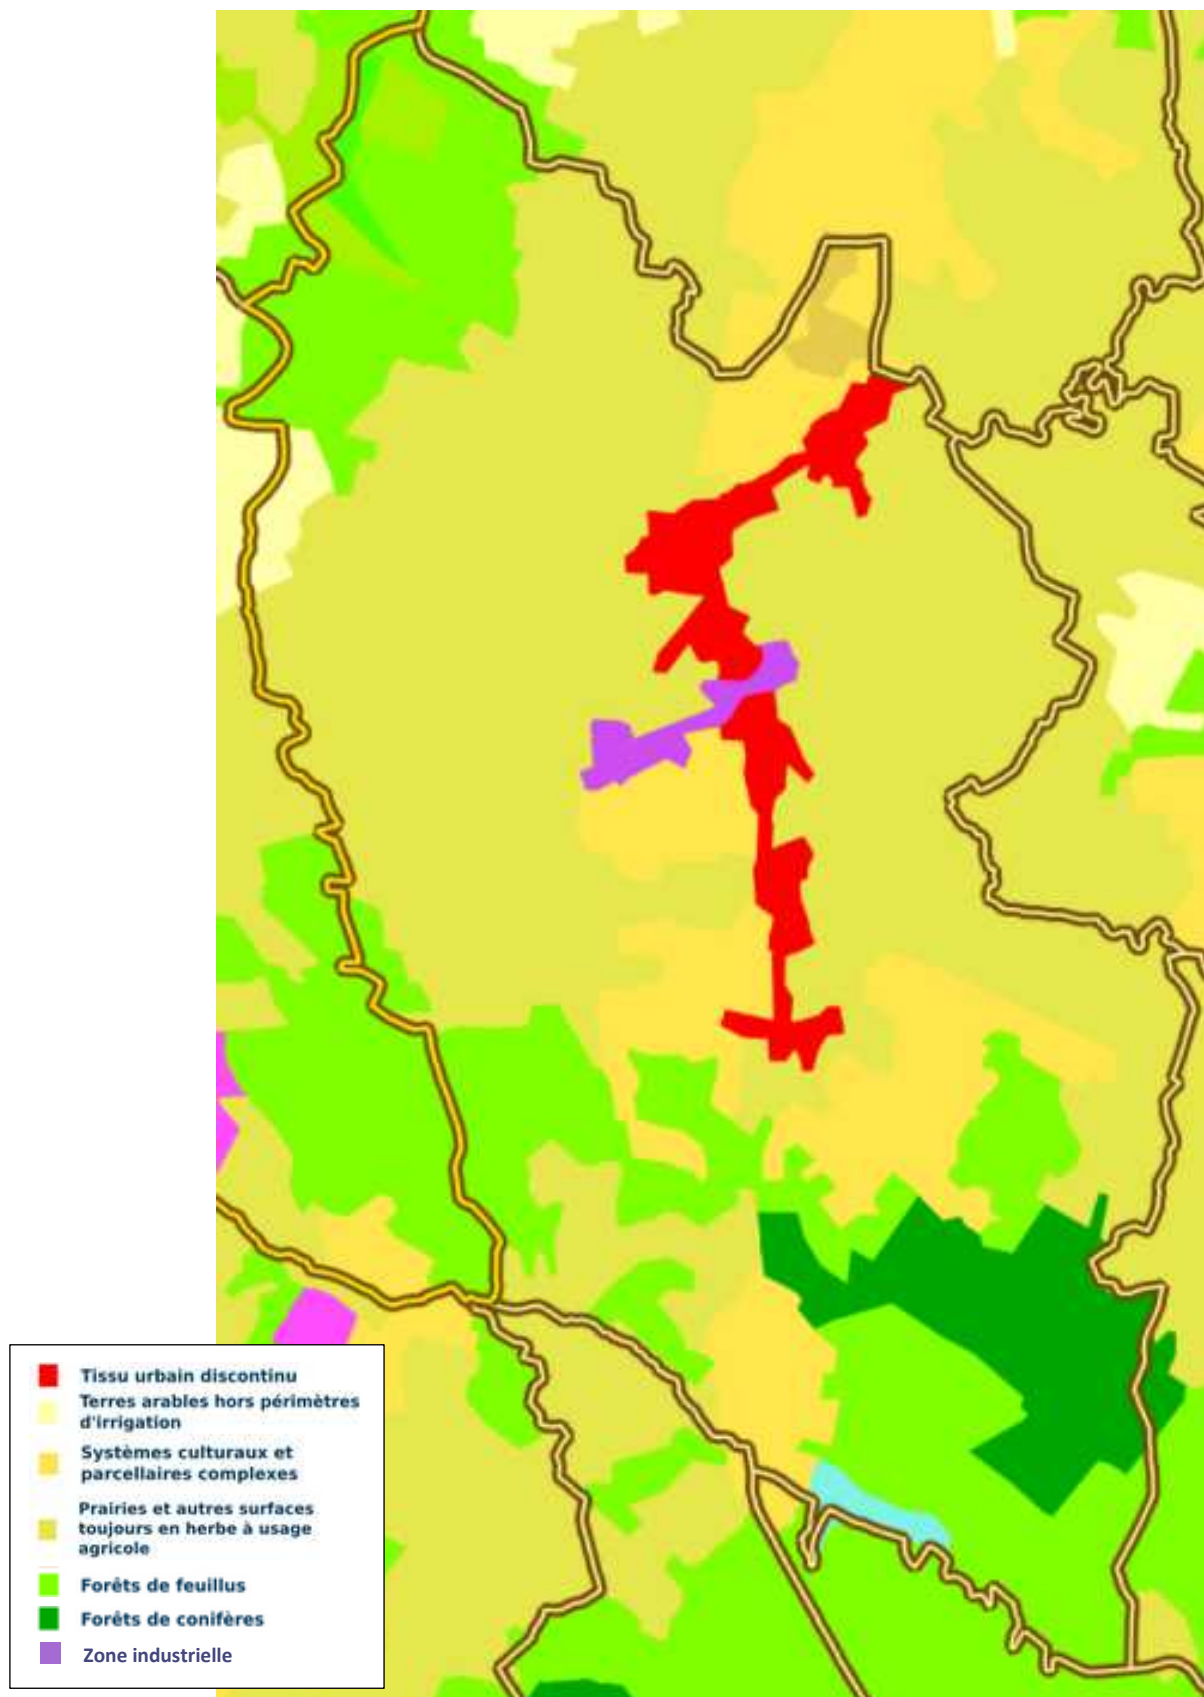 Tissu urbain discontinu
Terres arables hors périmètres
d'irrigation
Systèmes culturaux et
parcellaires complexes
Prairies et autres surfaces
toujours en herbe à usage
agricole
Forêts de feuillus
Forêts de conifères
Zone industrielle